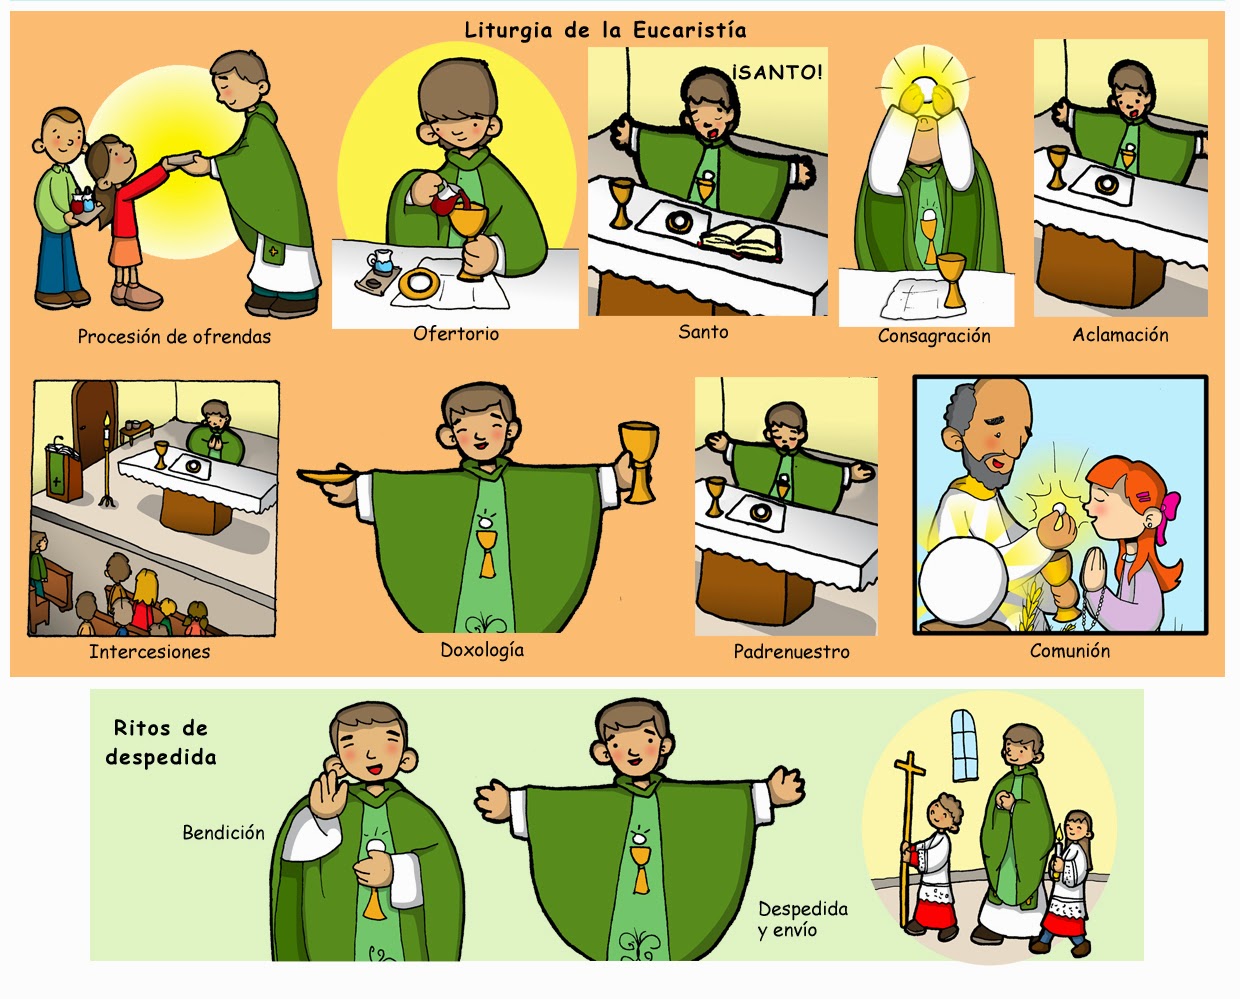 Liturgia de la Eucaristía
¡SANTO!
Procesión de ofrendas
Ofertorio
Santo
Consagración
Aclamación
Intercesiones
Doxología
Padrenuestro
Comunión
Ritos de
despedida
Bendición
Despedida
y envío